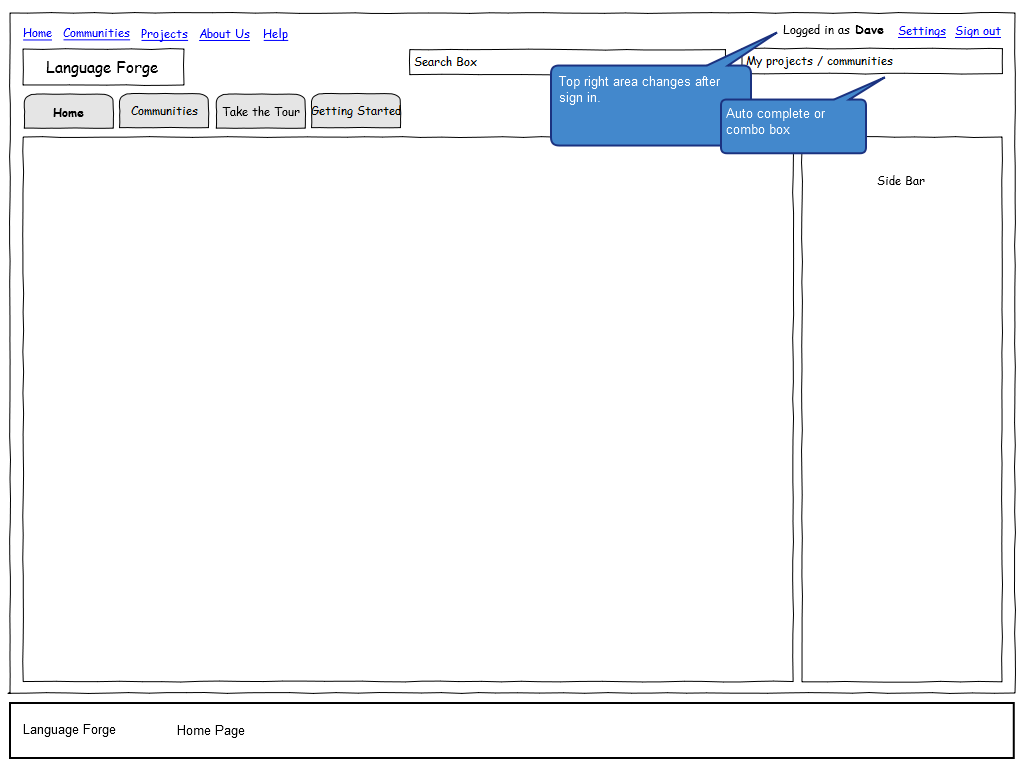 Home Communities Projects About Us Help
Logged in as Dave Settings Sign out
Language Forge
Search Box
My projects / communities
Top right area changes after
sign in.
Auto complete or
combo box
Home Communities Take the Tour Getting Started
Side Bar
Language Forge Home Page